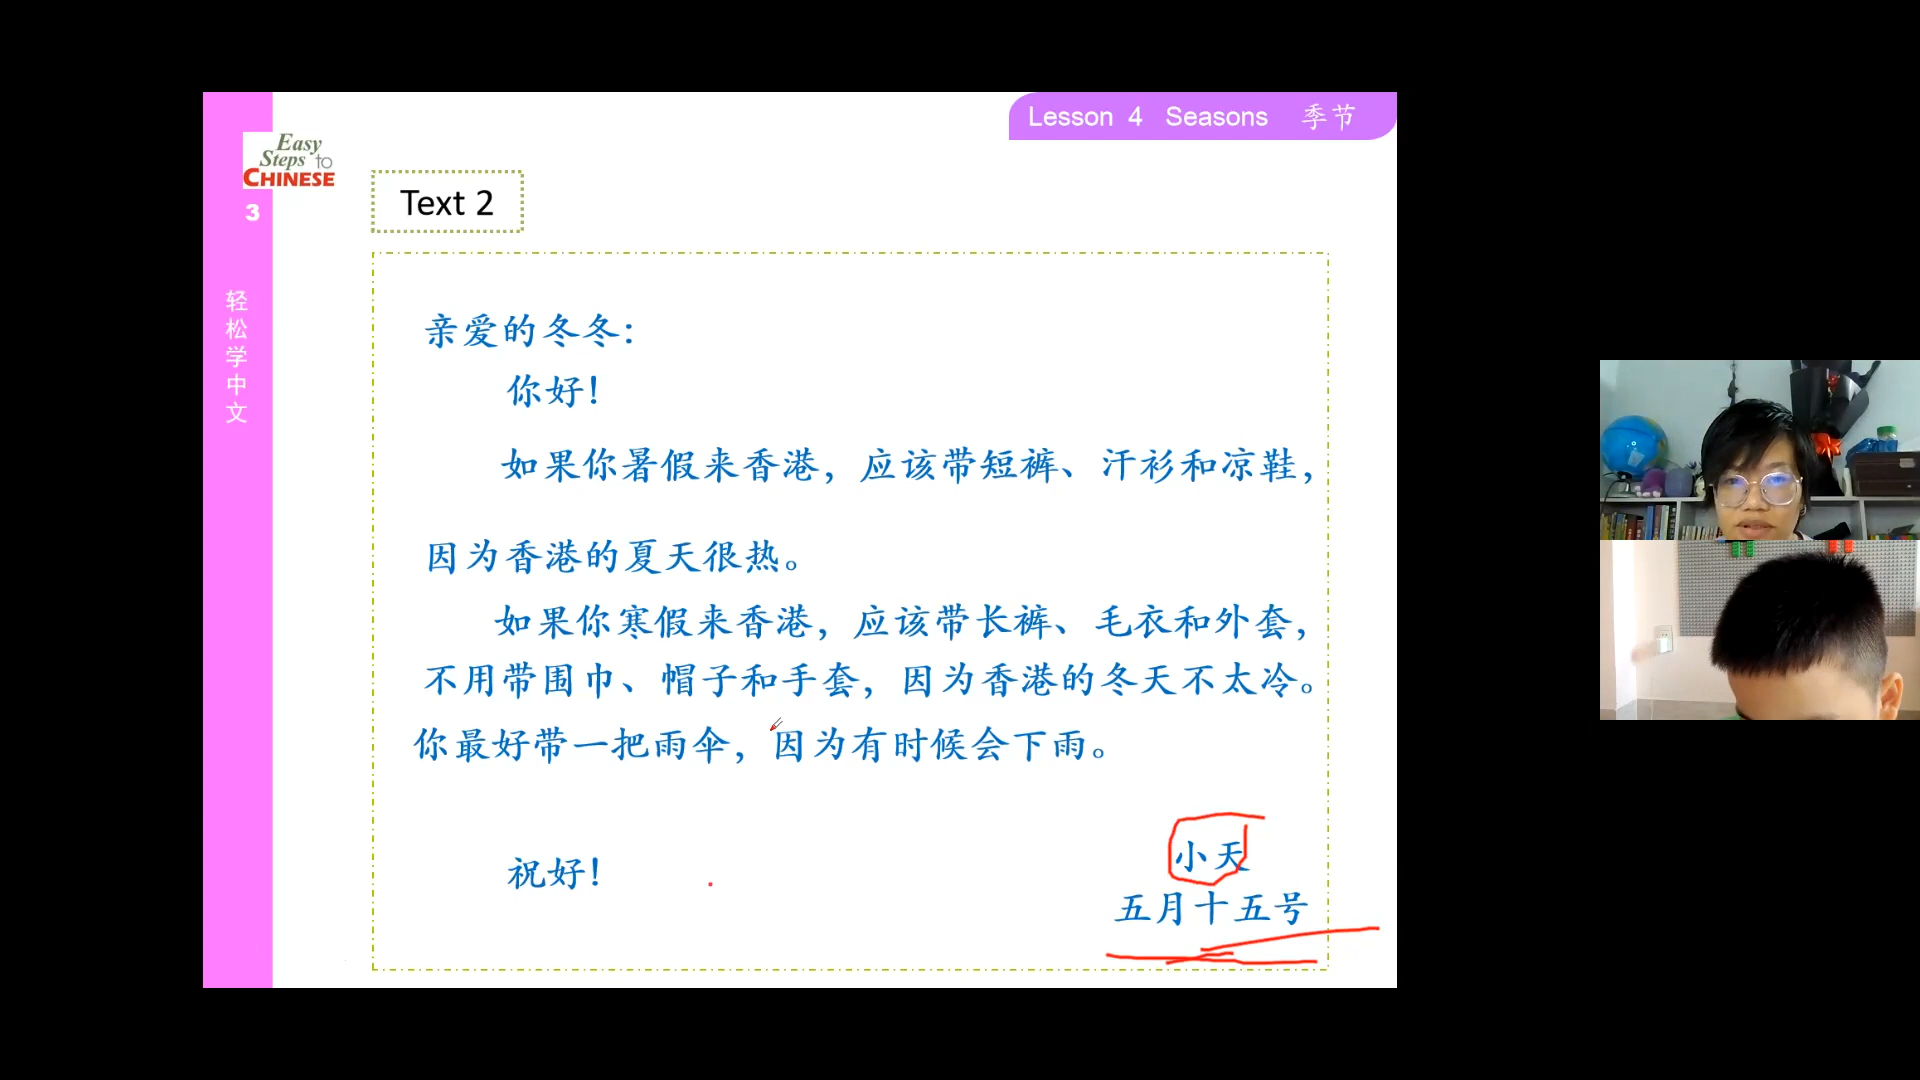 Lesson 4 Seasons 季节
Easy
Steps to
CHINESE
3
轻松学中文
Text 2
亲爱的冬冬：
你好！
如果你暑假来香港，应该带短裤、汗衫和凉鞋，
因为香港的夏天很热。
如果你寒假来香港，应该带长裤、毛衣和外套，
不用带围巾、帽子和手套，因为香港的冬天不太冷。
你最好带一把雨伞，因为有时候会下雨。
祝好！
小天
五月十五号